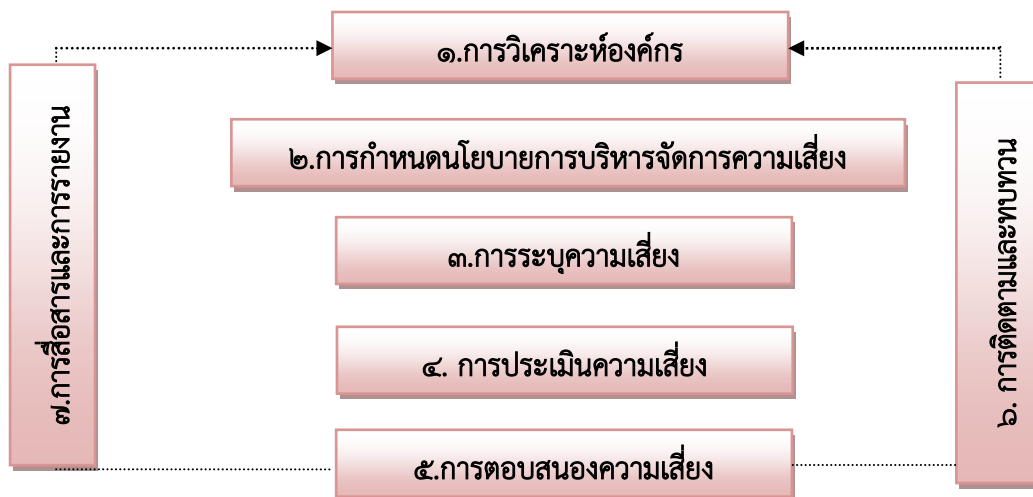 ๑.การวิเคราะห์องค์กร
๒.การกำหนดนโยบายการบริหารจัดการความเสี่ยง
๓.การระบุความเสี่ยง
๔. การประเมินความเสี่ยง
๕.การตอบสนองความเสี่ยง
๖. การติดตามและทบทวน
๗.การสื่อสารและการรายงาน